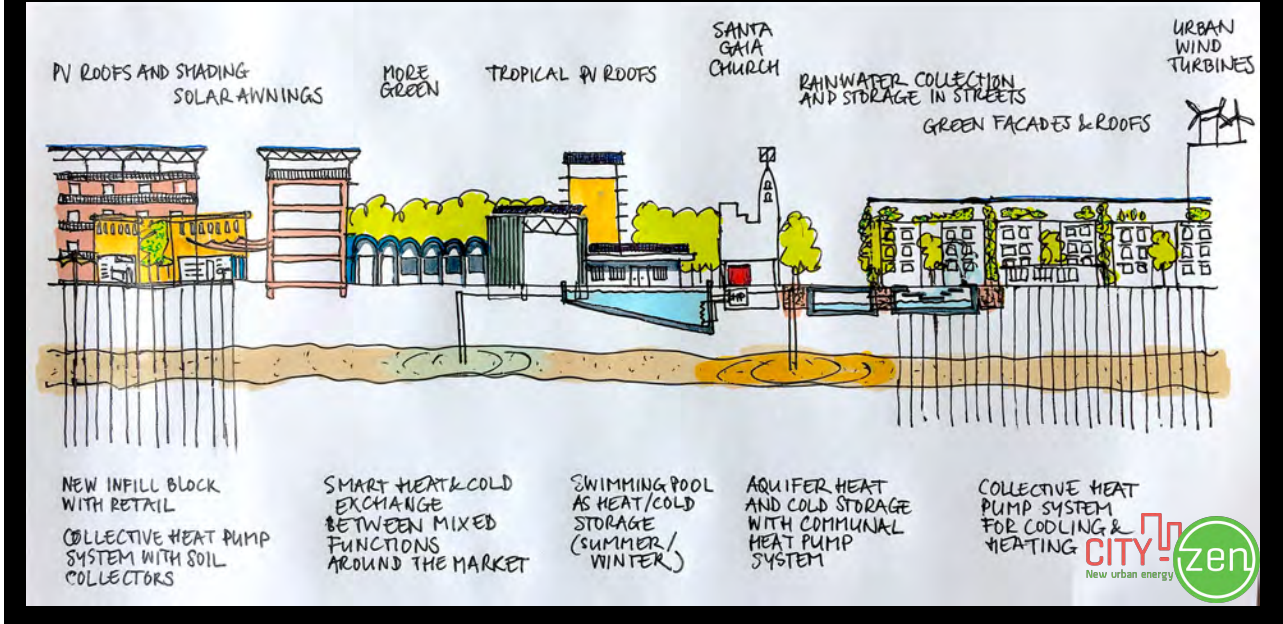 PV ROOFS AND SHADING
SOLAR AWNINGS
MORE
GREEN
TROPICAL PV ROOFS
SANTA
GAIA
CHURCH
RAINWATER COLLECTION
AND STORAGE IN STREETS
GREEN FACADES & ROOFS
URBAN
WIND
TURBINES
HP
NEW INFILL BLOCK
WITH RETAIL
COLLECTIVE HEAT PUMP
SYSTEM WITH SOIL
COLLECTORS
SMART HEAT & COLD
EXCHANGE
BETWEEN MIXED
FUNCTIONS
AROUND THE MARKET
SWIMMING POOL
AS HEAT/COLD
STORAGE
(SUMMER/
WINTER)
AQUIFER HEAT
AND COLD STORAGE
WITH COMMUNAL
HEAT PUMP
SYSTEM
COLLECTIVE HEAT
PUMP SYSTEM
FOR COOLING &
HEATING
CITY zen
New urban energy